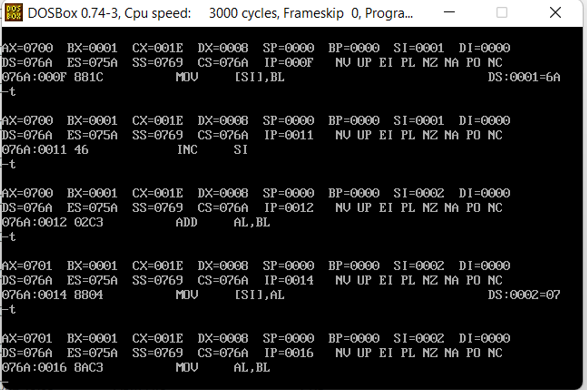 DOSBox 0.74-3, Cpu speed: 3000 cycles, Frameskip 0, Progra...
AX=0700 BX=0001 CX=001E DX=0008 SP=0000 BP=0000 SI=0001 DI=0000
DS=076A ES=075A SS=0769 CS=076A IP=000F NV UP EI PL NZ NA PO NC
076A:000F 881C MOV [SI],BL DS:0001=6A
-t
AX=0700 BX=0001 CX=001E DX=0008 SP=0000 BP=0000 SI=0001 DI=0000
DS=076A ES=075A SS=0769 CS=076A IP=0011 NV UP EI PL NZ NA PO NC
076A:0011 46 INC SI
-t
AX=0700 BX=0001 CX=001E DX=0008 SP=0000 BP=0000 SI=0002 DI=0000
DS=076A ES=075A SS=0769 CS=076A IP=0012 NV UP EI PL NZ NA PO NC
076A:0012 02C3 ADD AL,BL
-t
AX=0701 BX=0001 CX=001E DX=0008 SP=0000 BP=0000 SI=0002 DI=0000
DS=076A ES=075A SS=0769 CS=076A IP=0014 NV UP EI PL NZ NA PO NC
076A:0014 8804 MOV [SI],AL DS:0002=07
-t
AX=0701 BX=0001 CX=001E DX=0008 SP=0000 BP=0000 SI=0002 DI=0000
DS=076A ES=075A SS=0769 CS=076A IP=0016 NV UP EI PL NZ NA PO NC
076A:0016 8AC3 MOV AL,BL
-